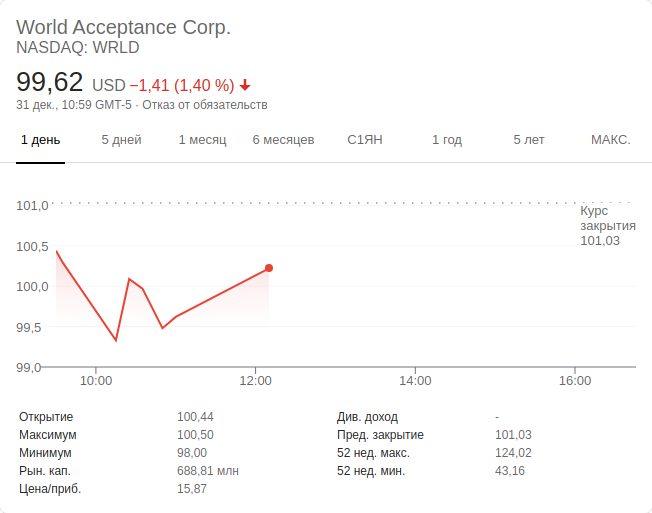 World Acceptance Corp.
NASDAQ: WRLD
99,62 USD −1,41 (1,40 %)
31 дек., 10:59 GMT-5 · Отказ от обязательств
1 день 5 дней 1 месяц 6 месяцев С1ЯН 1 год 5 лет МАКС.
101,0
Курс
закрытия
101,03
100,5
100,0
99,5
99,0
10:00 12:00 14:00 16:00
Открытие 100,44 Див. доход -
Максимум 100,50 Пред. закрытие 101,03
Минимум 98,00 52 нед. макс. 124,02
Рын. кап. 688,81 млн 52 нед. мин. 43,16
Цена/приб. 15,87